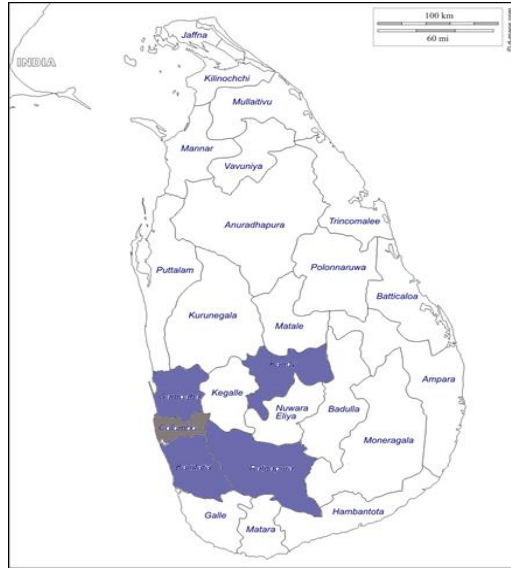 100 km
60 mi
Jaffna
INDIA
Kilinochchi
Mullaitivu
Mannar
Vavuniya
Anuradhapura
Trincomalee
Puttalam
Polonnaruwa
Batticaloa
Kurunegala
Matale
Kegalle
Ampara
Nuwara
Eliya
Badulla
Moneragala
Galle
Hambantota
Matara